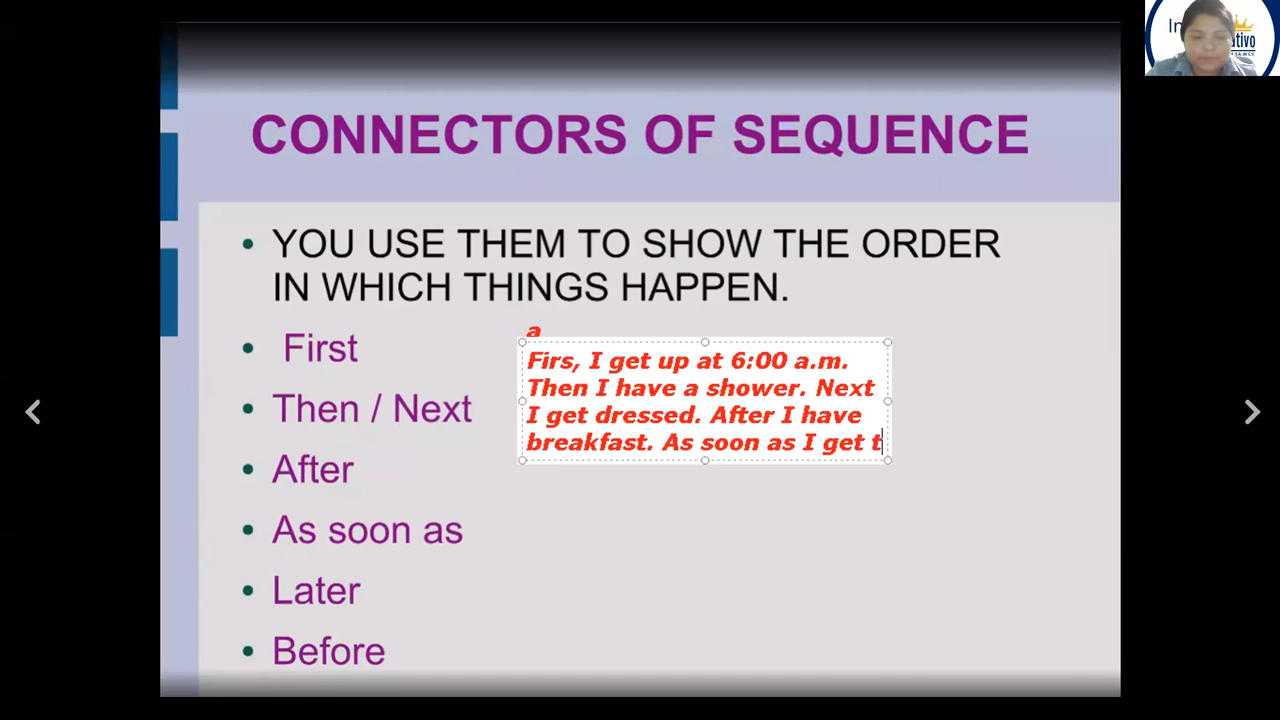 CONNECTORS OF SEQUENCE
• YOU USE THEM TO SHOW THE ORDER
IN WHICH THINGS HAPPEN.
• First
• Then / Next
• After
• As soon as
• Later
• Before
a
Firs, I get up at 6:00 a.m.
Then I have a shower. Next
I get dressed. After I have
breakfast. As soon as I get t